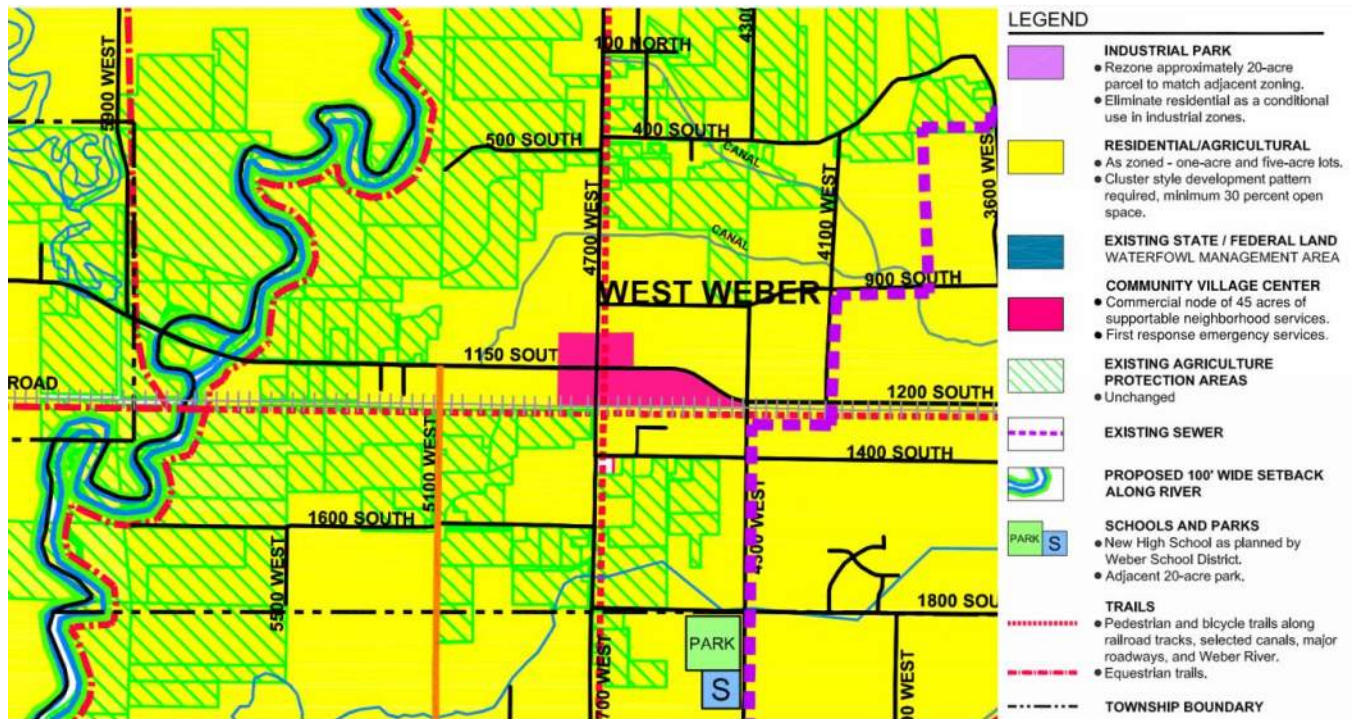 5900 WEST
430
100 NORTH
500 SOUTH
400 SOUTH
CANAL
3600 WEST
4700 WEST
4100 WEST
CANAL
900 SOUTH
WEST WEBER
1150 SOUT
ROAD
1200 SOUTH
5100 WEST
1400 SOUTH
1600 SOUTH
4300 WEST
5500 WEST
1800 SOU
PARK
S
700 WEST
00 WEST
LEGEND
INDUSTRIAL PARK
• Rezone approximately 20-acre
parcel to match adjacent zoning.
• Eliminate residential as a conditional
use in industrial zones.
RESIDENTIAL/AGRICULTURAL
• As zoned - one-acre and five-acre lots.
• Cluster style development pattern
required, minimum 30 percent open
space.
EXISTING STATE / FEDERAL LAND
WATERFOWL MANAGEMENT AREA
COMMUNITY VILLAGE CENTER
• Commercial node of 45 acres of
supportable neighborhood services.
• First response emergency services.
EXISTING AGRICULTURE
PROTECTION AREAS
• Unchanged
EXISTING SEWER
PROPOSED 100' WIDE SETBACK
ALONG RIVER
PARK S
SCHOOLS AND PARKS
• New High School as planned by
Weber School District.
• Adjacent 20-acre park.
TRAILS
• Pedestrian and bicycle trails along
railroad tracks, selected canals, major
roadways, and Weber River.
• Equestrian trails.
TOWNSHIP BOUNDARY